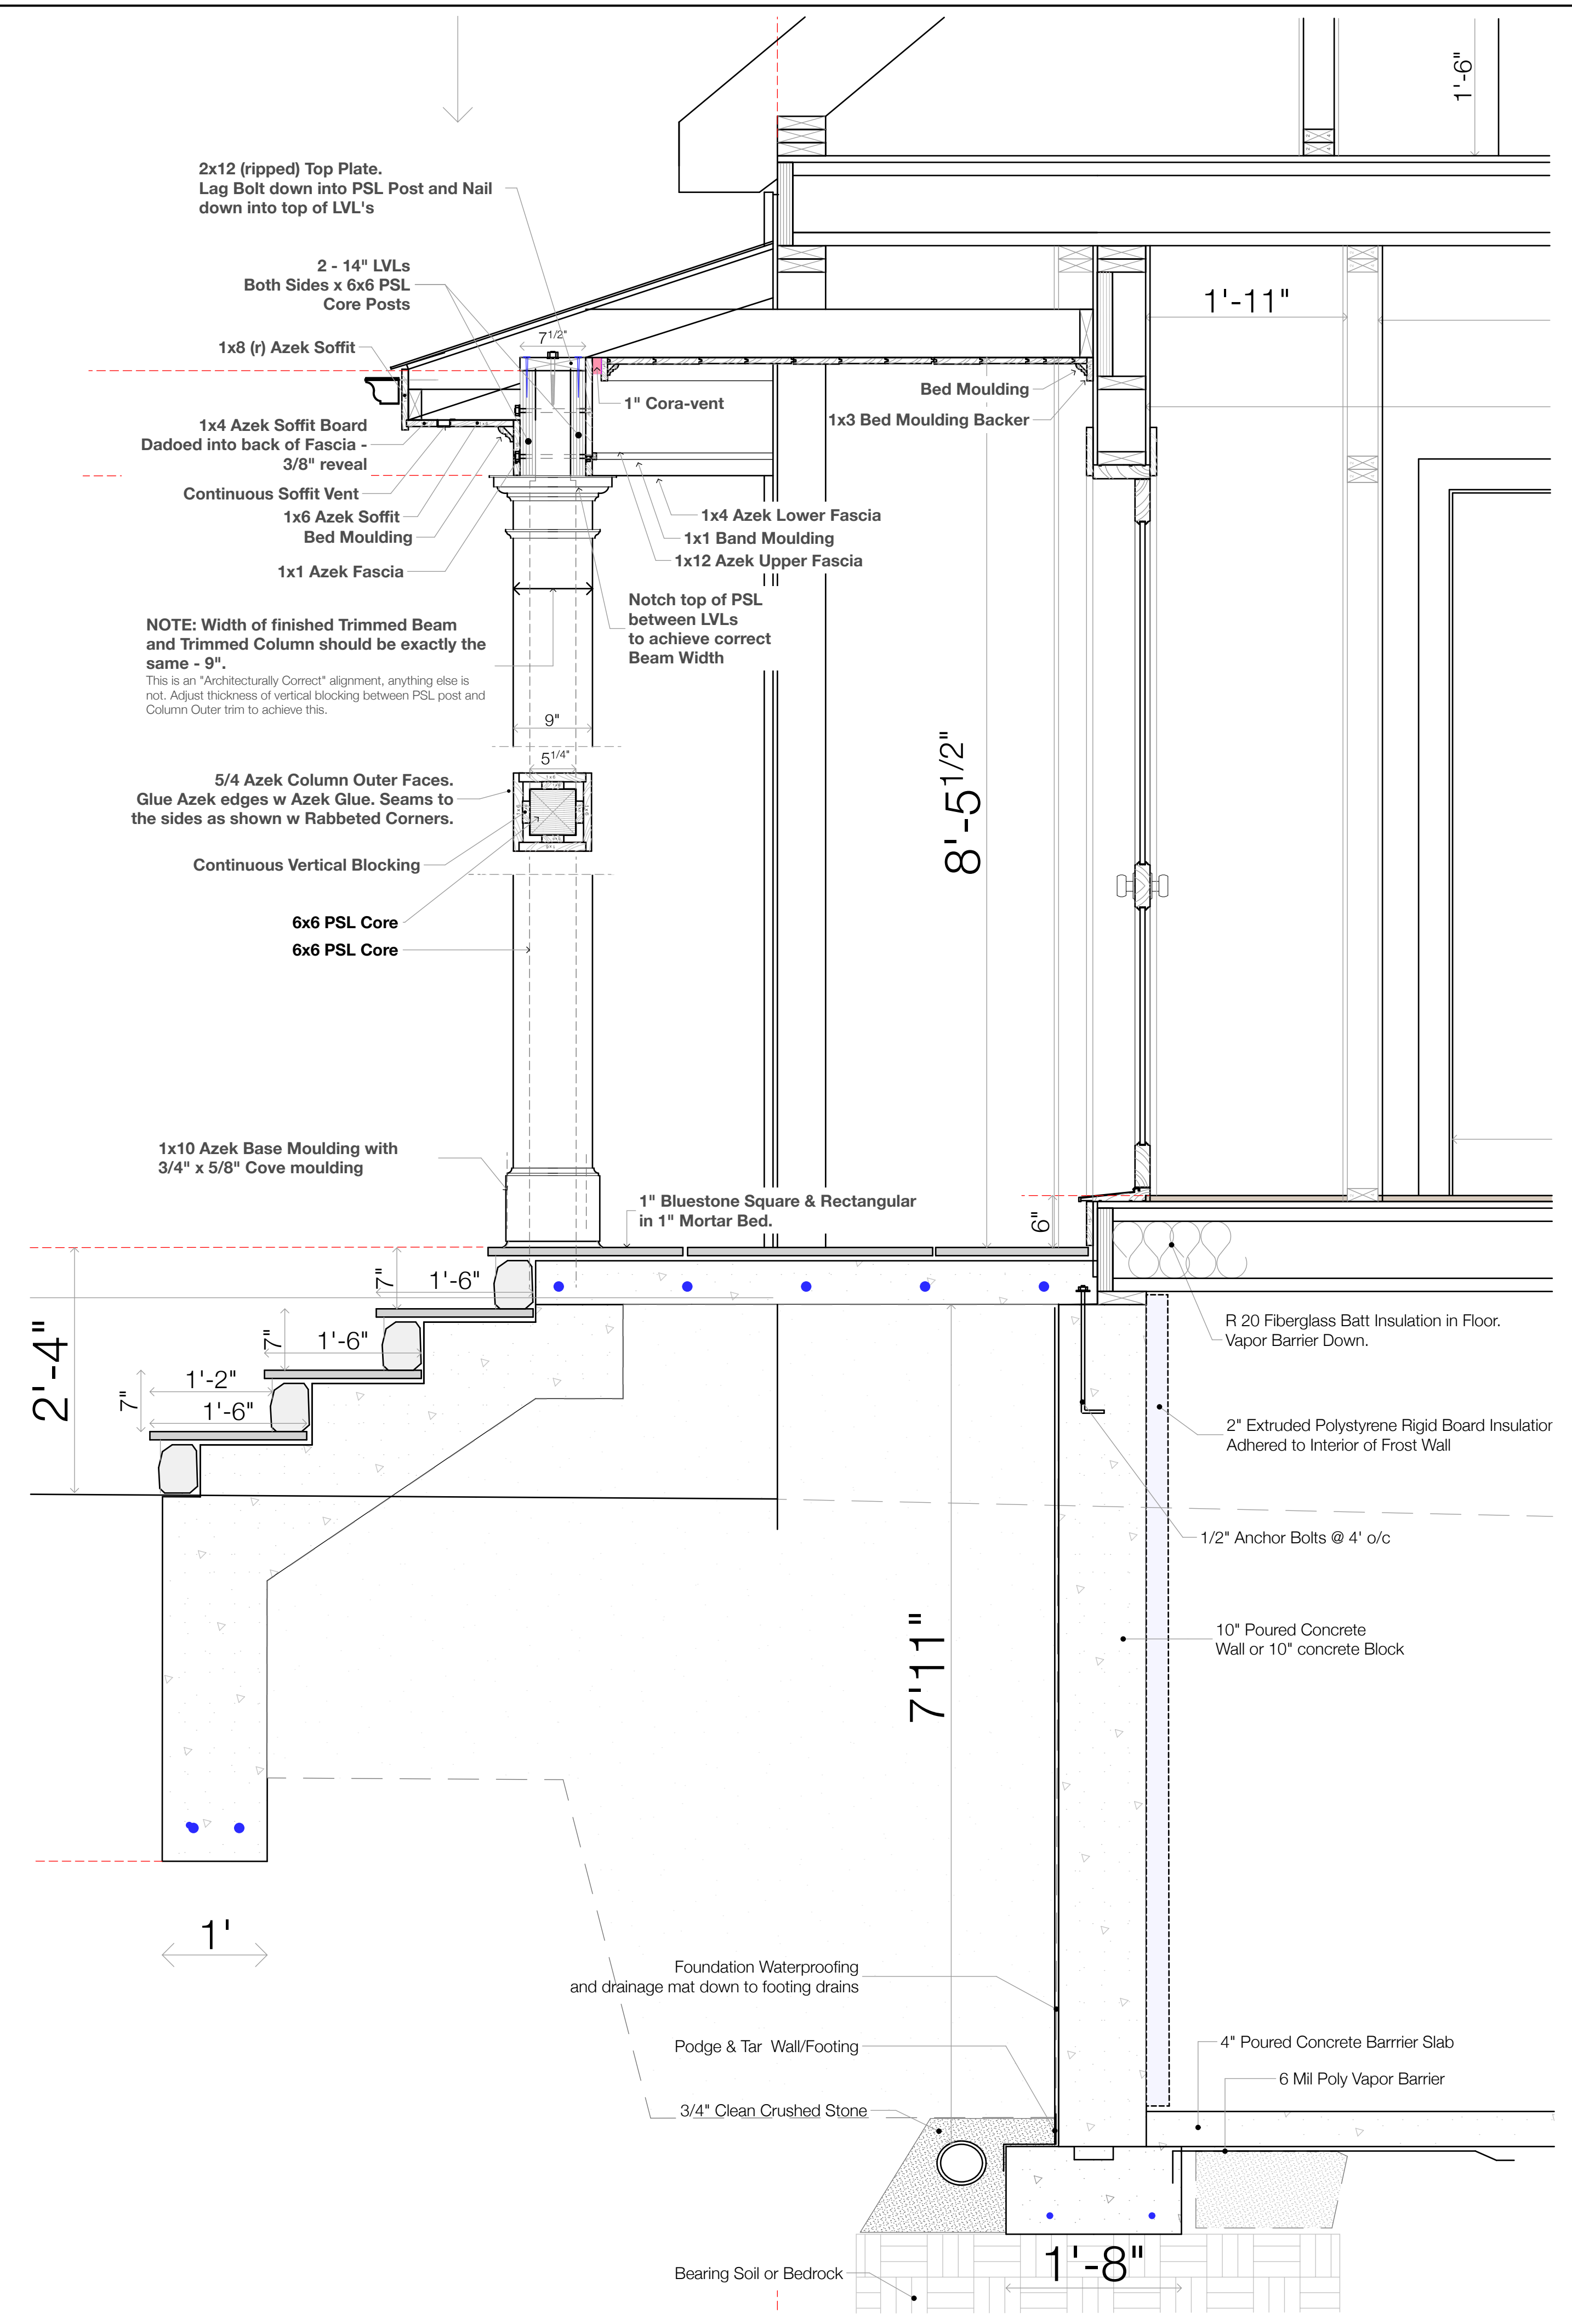 1'-6"
2x12 (ripped) Top Plate.
Lag Bolt down into PSL Post and Nail
down into top of LVL's
2 - 14" LVLs
Both Sides x 6x6 PSL
Core Posts
1'-11"
7 1/2"
1x8 (r) Azek Soffit
Bed Moulding
1" Cora-vent
1x3 Bed Moulding Backer
1x4 Azek Soffit Board
Dadoed into back of Fascia -
3/8" reveal
Continuous Soffit Vent
1x6 Azek Soffit
Bed Moulding
1x1 Azek Fascia
1x4 Azek Lower Fascia
1x1 Band Moulding
1x12 Azek Upper Fascia
Notch top of PSL
between LVLs
to achieve correct
Beam Width
NOTE: Width of finished Trimmed Beam
and Trimmed Column should be exactly the
same - 9".
This is an "Architecturally Correct" alignment, anything else is
not. Adjust thickness of vertical blocking between PSL post and
Column Outer trim to achieve this.
9"
5 1/4"
8'-5 1/2"
5/4 Azek Column Outer Faces.
Glue Azek edges w Azek Glue. Seams to
the sides as shown w Rabbeted Corners.
Continuous Vertical Blocking
6x6 PSL Core
6x6 PSL Core
1x10 Azek Base Moulding with
3/4" x 5/8" Cove moulding
1" Bluestone Square & Rectangular
in 1" Mortar Bed.
6"
7"
1'-6"
7"
1'-6"
2'-4"
7"
1'-2"
1'-6"
R 20 Fiberglass Batt Insulation in Floor.
Vapor Barrier Down.
2" Extruded Polystyrene Rigid Board Insulation
Adhered to Interior of Frost Wall
1/2" Anchor Bolts @ 4' o/c
7'11"
10" Poured Concrete
Wall or 10" concrete Block
1'
Foundation Waterproofing
and drainage mat down to footing drains
Podge & Tar Wall/Footing
4" Poured Concrete Barrrier Slab
6 Mil Poly Vapor Barrier
3/4" Clean Crushed Stone
1'-8"
Bearing Soil or Bedrock